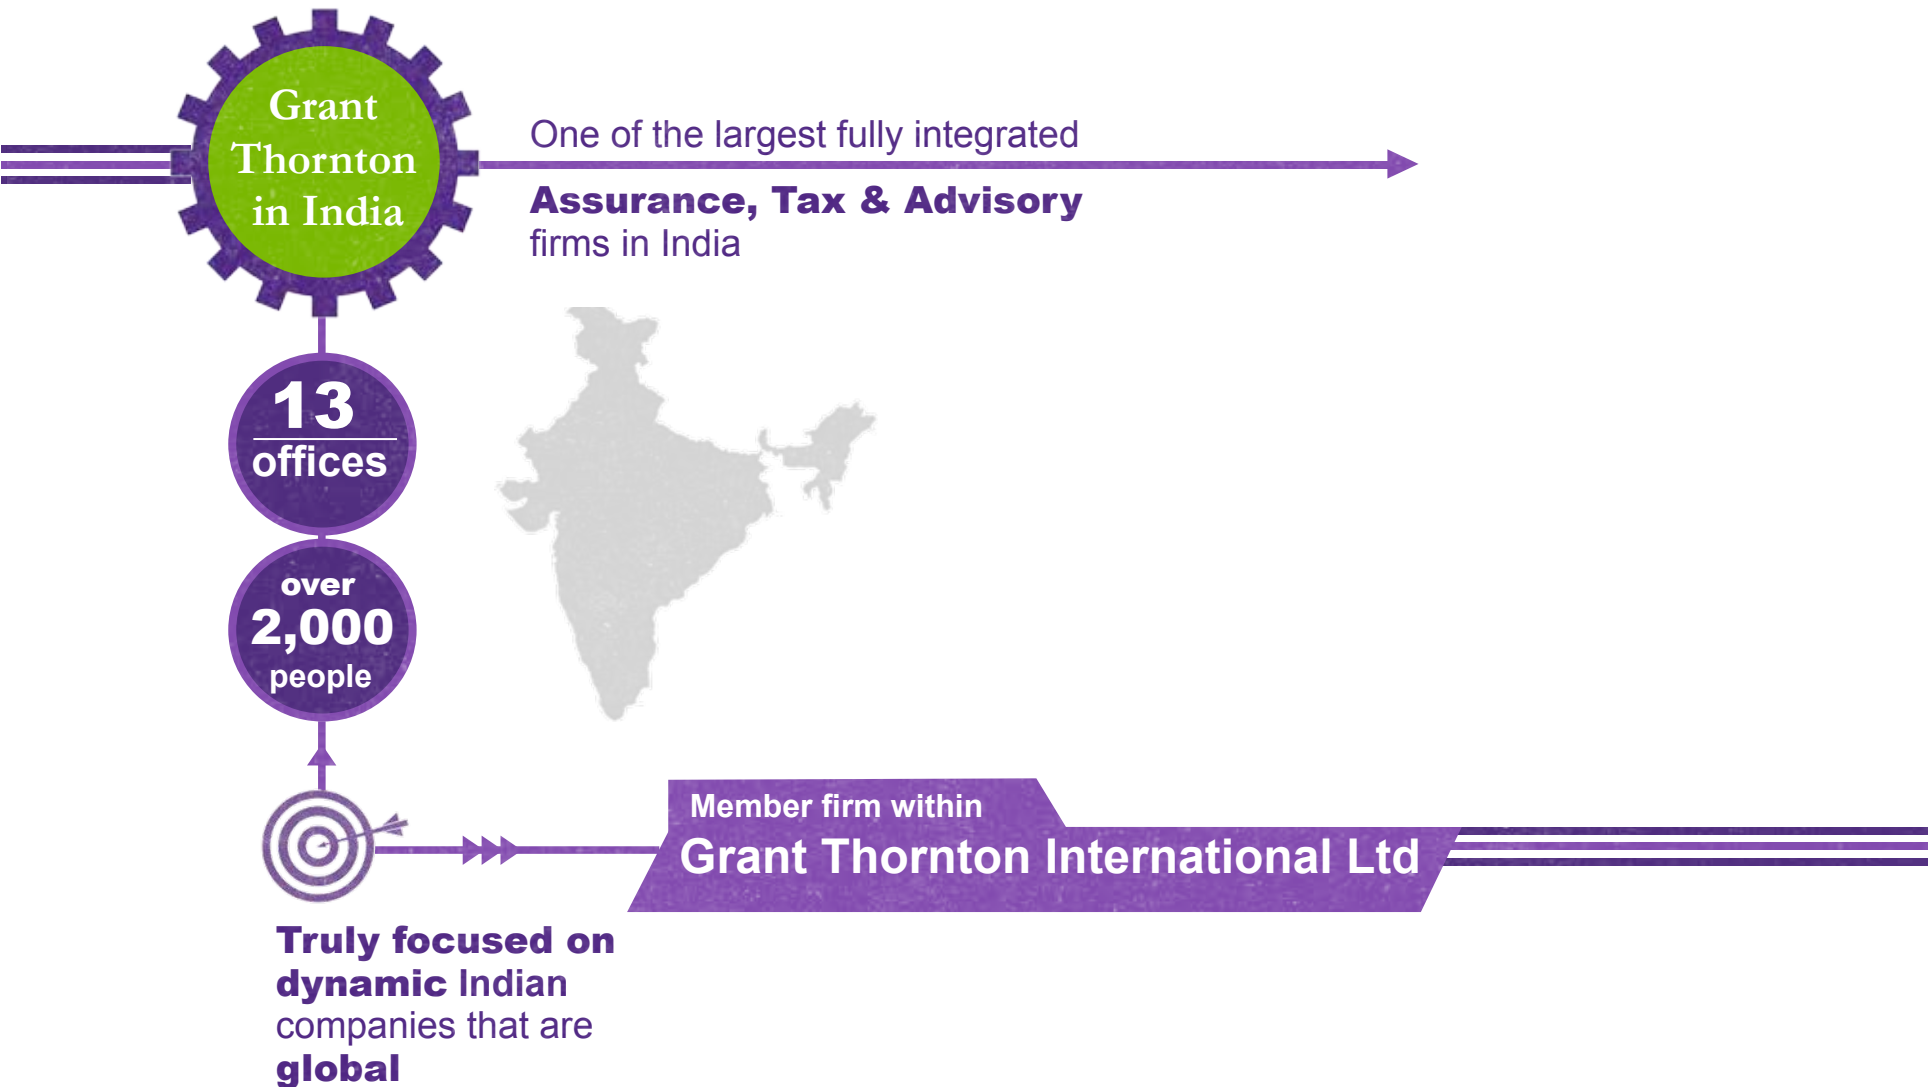 Grant
Thornton
in India
One of the largest fully integrated
Assurance, Tax & Advisory
firms in India
13
offices
over
2,000
people
Member firm within
Grant Thornton International Ltd
Truly focused on
dynamic Indian
companies that are
global